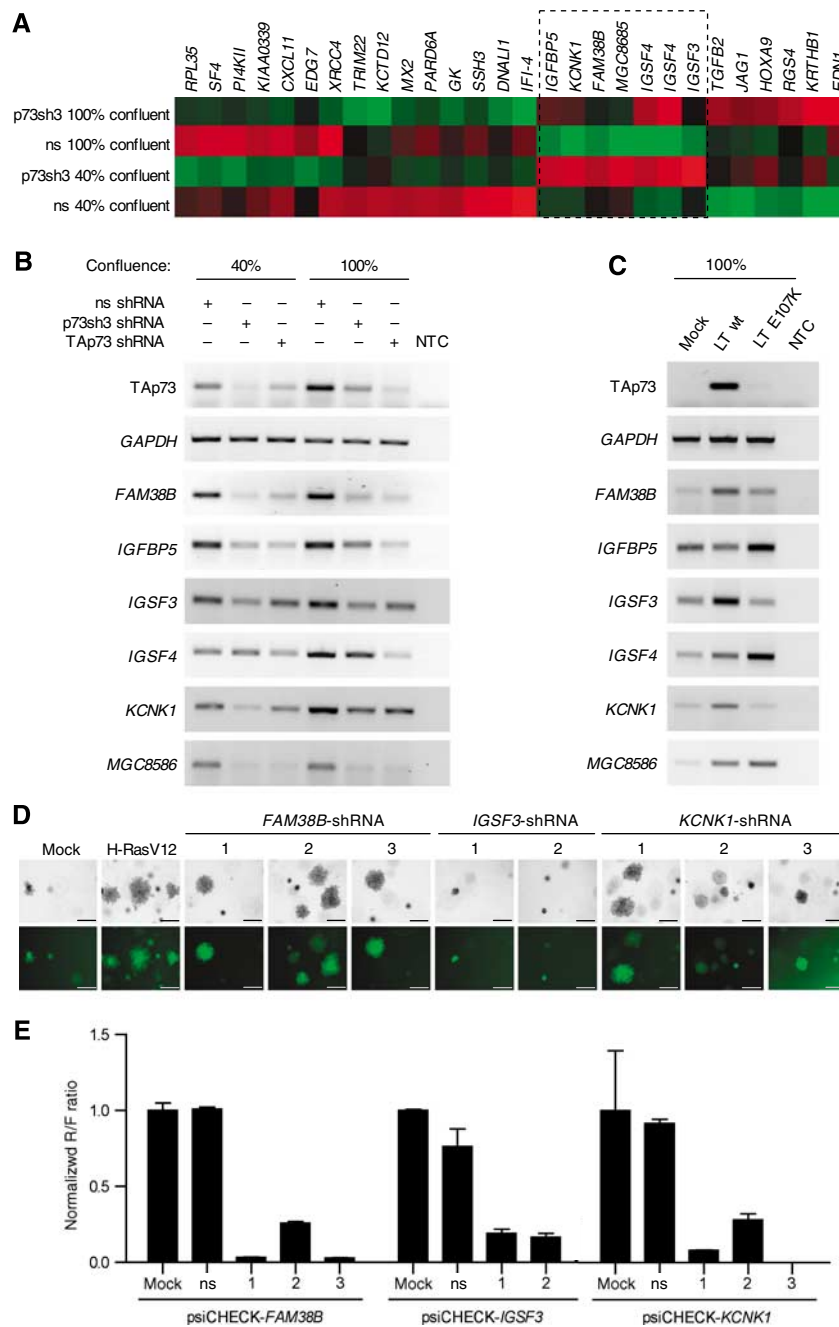 A
RPL35 SF4 PI4KII KIAA0339 CXCL11 EDG7 XRCC4 TRIM22 KCTD12 MX2 PARD6A GK SSH3 DNALI1 IFI-4 IGFBP5 KCNK1 FAM38B MGC8685 IGSF4 IGSF4 IGSF3 TGFB2 JAG1 HOXA9 RGS4 KRTHB1 EDN1
p73sh3 100% confluent
ns 100% confluent
p73sh3 40% confluent
ns 40% confluent
B
Confluence: 40% 100%
ns shRNA + – – + – –
p73sh3 shRNA – + – – + –
TAp73 shRNA – – + – – + NTC
TAp73
GAPDH
FAM38B
IGFBP5
IGSF3
IGSF4
KCNK1
MGC8586
C
100%
Mock LT wt LT E107K NTC
TAp73
GAPDH
FAM38B
IGFBP5
IGSF3
IGSF4
KCNK1
MGC8586
D
FAM38B-shRNA IGSF3-shRNA KCNK1-shRNA
Mock H-RasV12 1 2 3 1 2 1 2 3
E
Normalizwd R/F ratio
1.5
1.0
0.5
0.0
Mock ns 1 2 3 Mock ns 1 2 Mock ns 1 2 3
psiCHECK-FAM38B psiCHECK-IGSF3 psiCHECK-KCNK1